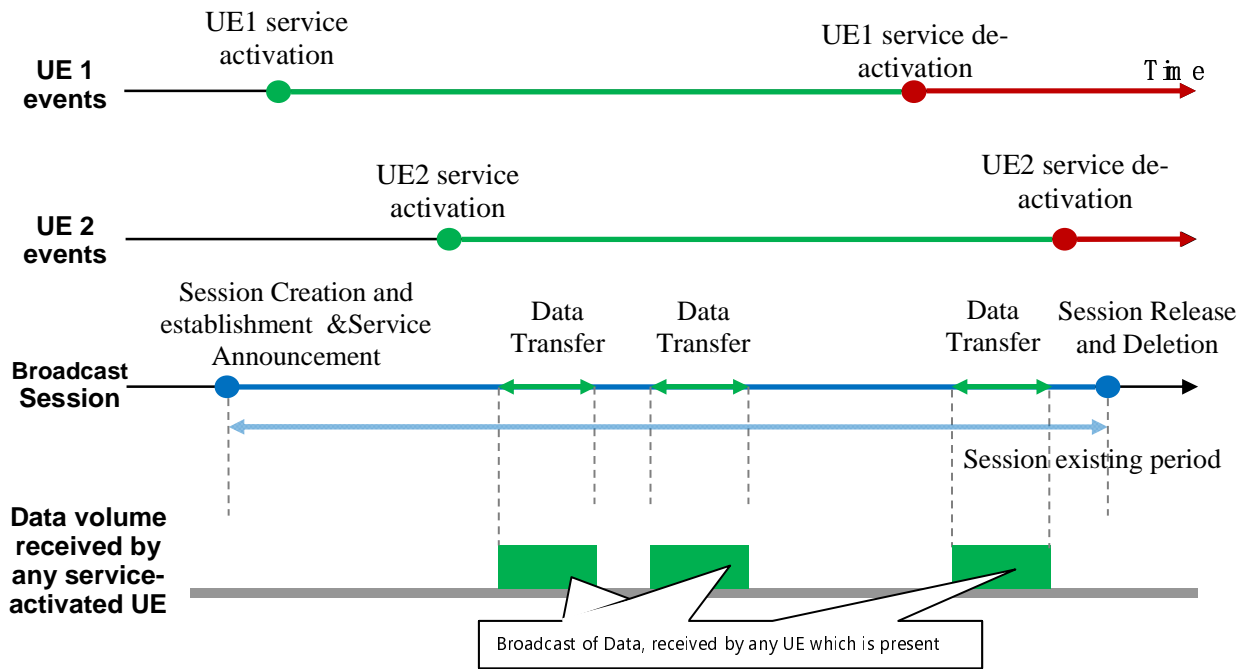 UE1 service
activation
UE1 service de-
activation
Time
UE 1
events
UE2 service
activation
UE2 service de-
activation
UE 2
events
Session Creation and
establishment &Service
Announcement
Data
Transfer
Data
Transfer
Data
Transfer
Session Release
and Deletion
Broadcast
Session
Session existing period
Data volume
received by
any service-
activated UE
Broadcast of Data, received by any UE which is present